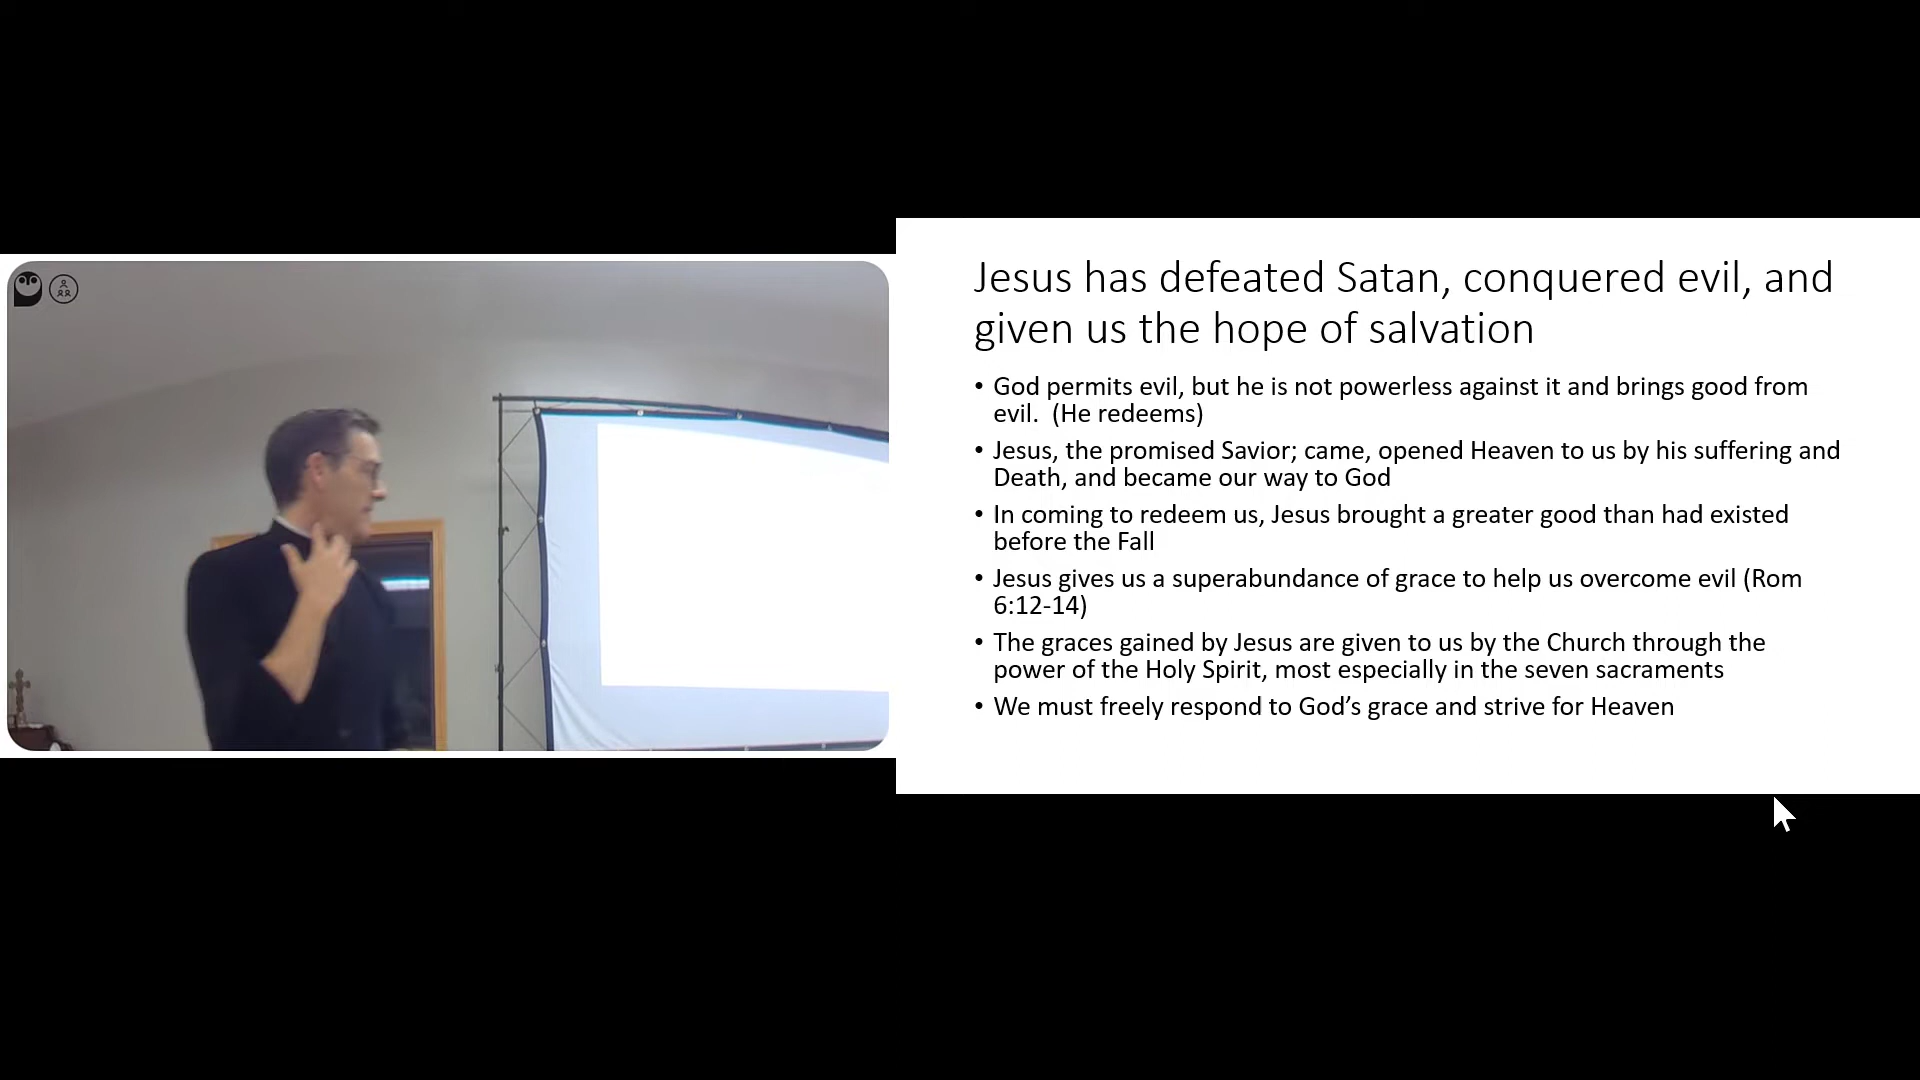 Jesus has defeated Satan, conquered evil, and
given us the hope of salvation
• God permits evil, but he is not powerless against it and brings good from
evil.  (He redeems)
• Jesus, the promised Savior; came, opened Heaven to us by his suffering and
Death, and became our way to God
• In coming to redeem us, Jesus brought a greater good than had existed
before the Fall
• Jesus gives us a superabundance of grace to help us overcome evil (Rom
6:12-14)
• The graces gained by Jesus are given to us by the Church through the
power of the Holy Spirit, most especially in the seven sacraments
• We must freely respond to God’s grace and strive for Heaven